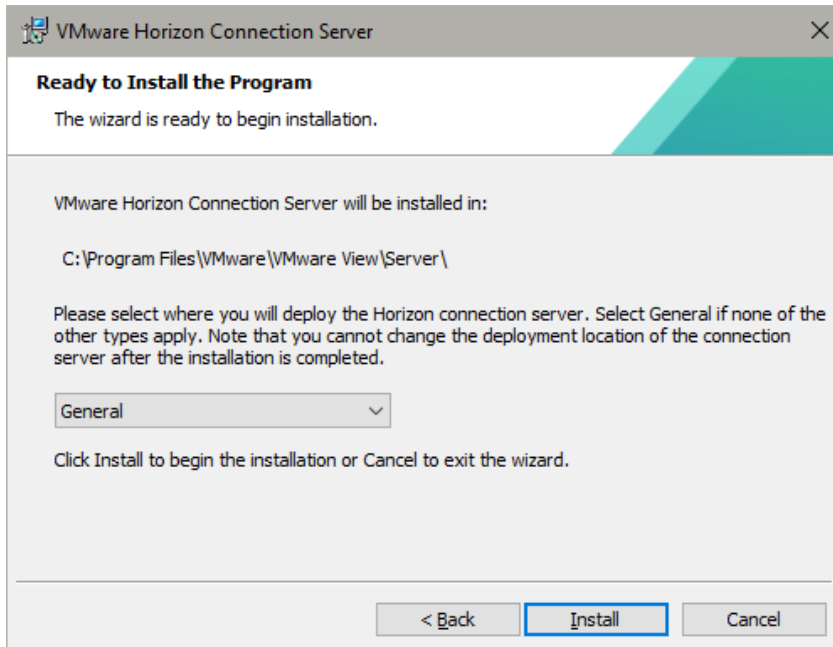 VMware Horizon Connection Server
Ready to Install the Program
The wizard is ready to begin installation.
VMware Horizon Connection Server will be installed in:
C:\Program Files\VMware\VMware View\Server\
Please select where you will deploy the Horizon connection server. Select General if none of the
other types apply. Note that you cannot change the deployment location of the connection
server after the installation is completed.
General
Click Install to begin the installation or Cancel to exit the wizard.
< Back
Install
Cancel